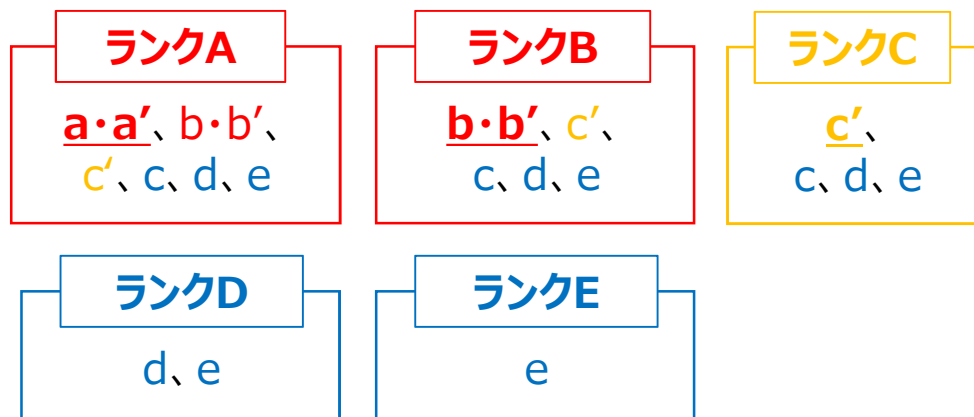 ランクA
a・a′、b・b′、
c‘、c、d、e
ランクB
b・b′、c′、
c、d、e
ランクC
c′、
c、d、e
ランクD
d、e
ランクE
e